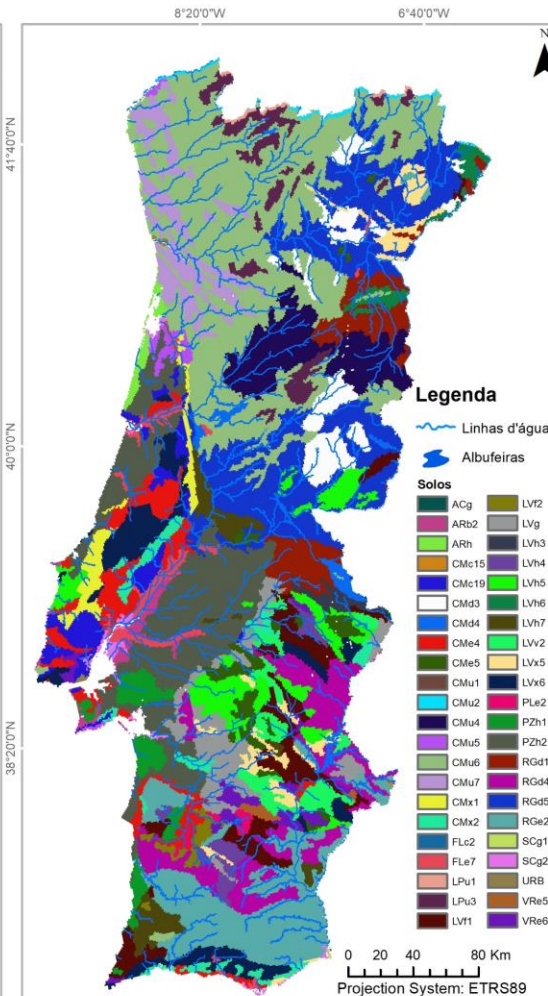 8°20'0"W
6°40'0"W
N
41°40'0"N
40°0'0"N
38°20'0"N
Legenda
Linhas d'água
Albufeiras
Solos
ACg
ARb2
ARh
CMc15
CMc19
CMd3
CMd4
CMe4
CMe5
CMu1
CMu2
CMu4
CMu5
CMu6
CMu7
CMx1
CMx2
FLc2
FLe7
LPu1
LPu3
LVf1
LVf2
LVg
LVh3
LVh4
LVh5
LVh6
LVh7
LVv2
LVx5
LVx6
PLe2
PZh1
PZh2
RGd1
RGd4
RGd5
RGe2
SCg1
SCg2
URB
VRe5
VRe6
0 20 40 80 Km
Projection System: ETRS89